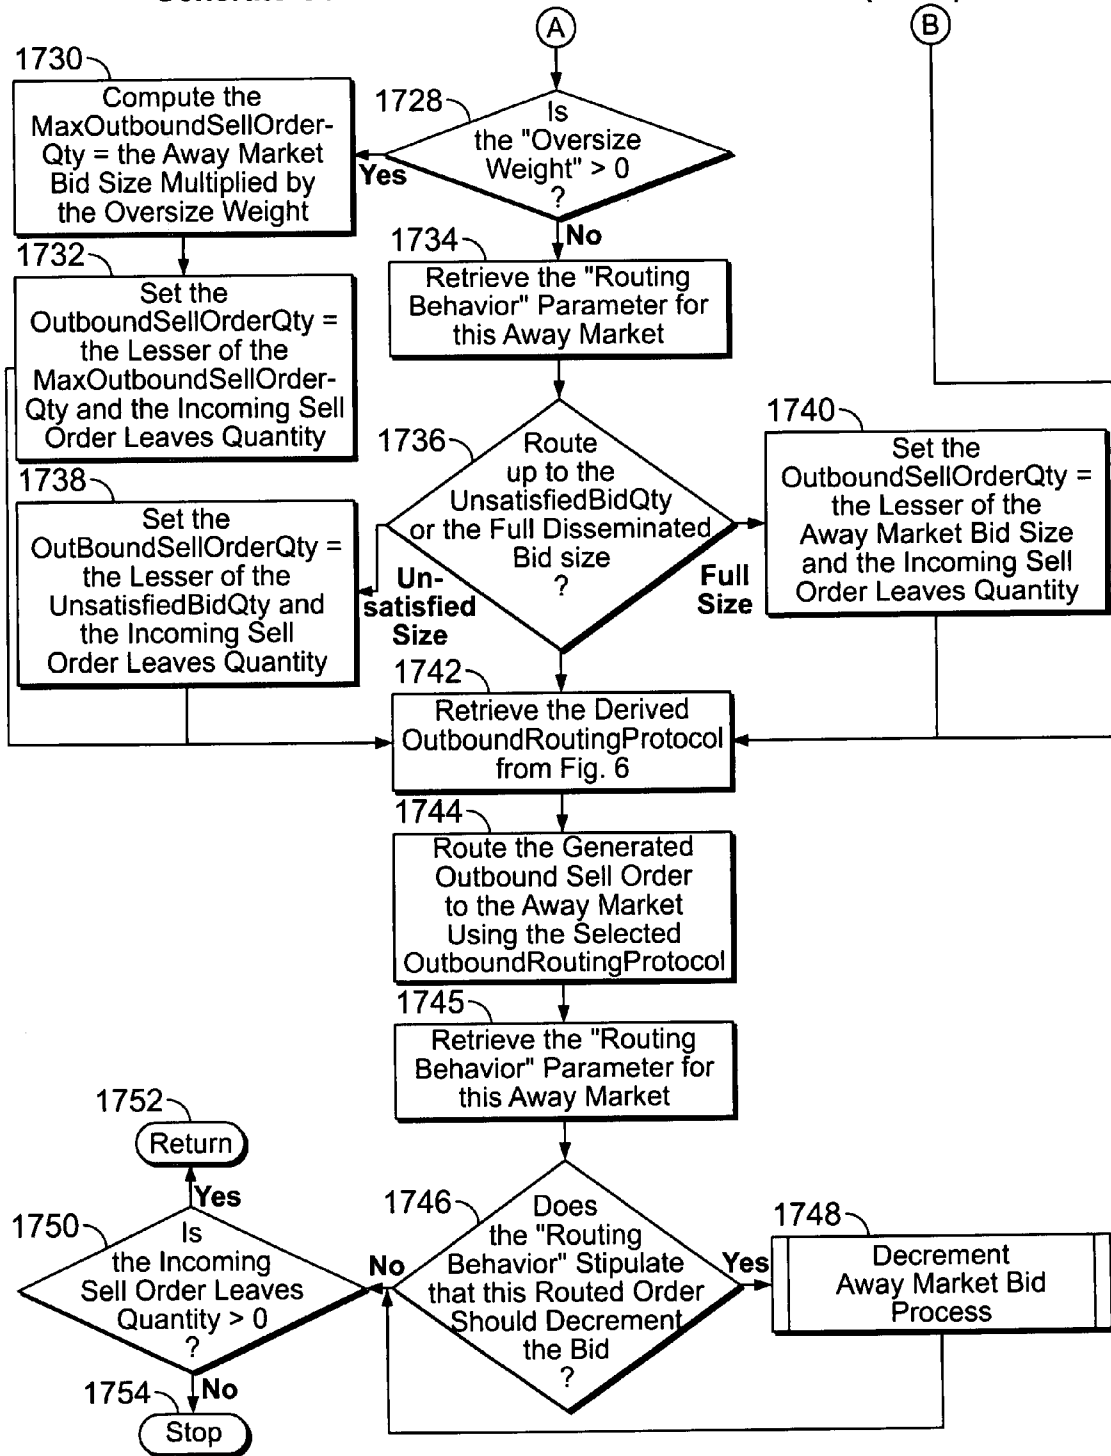 A
B
1730
Compute the
MaxOutboundSellOrder-
Qty = the Away Market
Bid Size Multiplied by
the Oversize Weight
1728
Is
the "Oversize
Weight" > 0
?
Yes
No
1732
Set the
OutboundSellOrderQty =
the Lesser of the
MaxOutboundSellOrder-
Qty and the Incoming Sell
Order Leaves Quantity
1734
Retrieve the "Routing
Behavior" Parameter for
this Away Market
1736
Route
up to the
UnsatisfiedBidQty
or the Full Disseminated
Bid size
?
Un-
satisfied
Size
Full
Size
1738
Set the
OutBoundSellOrderQty =
the Lesser of the
UnsatisfiedBidQty and
the Incoming Sell
Order Leaves Quantity
1740
Set the
OutboundSellOrderQty =
the Lesser of the
Away Market Bid Size
and the Incoming Sell
Order Leaves Quantity
1742
Retrieve the Derived
OutboundRoutingProtocol
from Fig. 6
1744
Route the Generated
Outbound Sell Order
to the Away Market
Using the Selected
OutboundRoutingProtocol
1745
Retrieve the "Routing
Behavior" Parameter for
this Away Market
1746
Does
the "Routing
Behavior" Stipulate
that this Routed Order
Should Decrement
the Bid
?
Yes
No
1748
Decrement
Away Market Bid
Process
1750
Is
the Incoming
Sell Order Leaves
Quantity > 0
?
Yes
No
1752
Return
1754
Stop